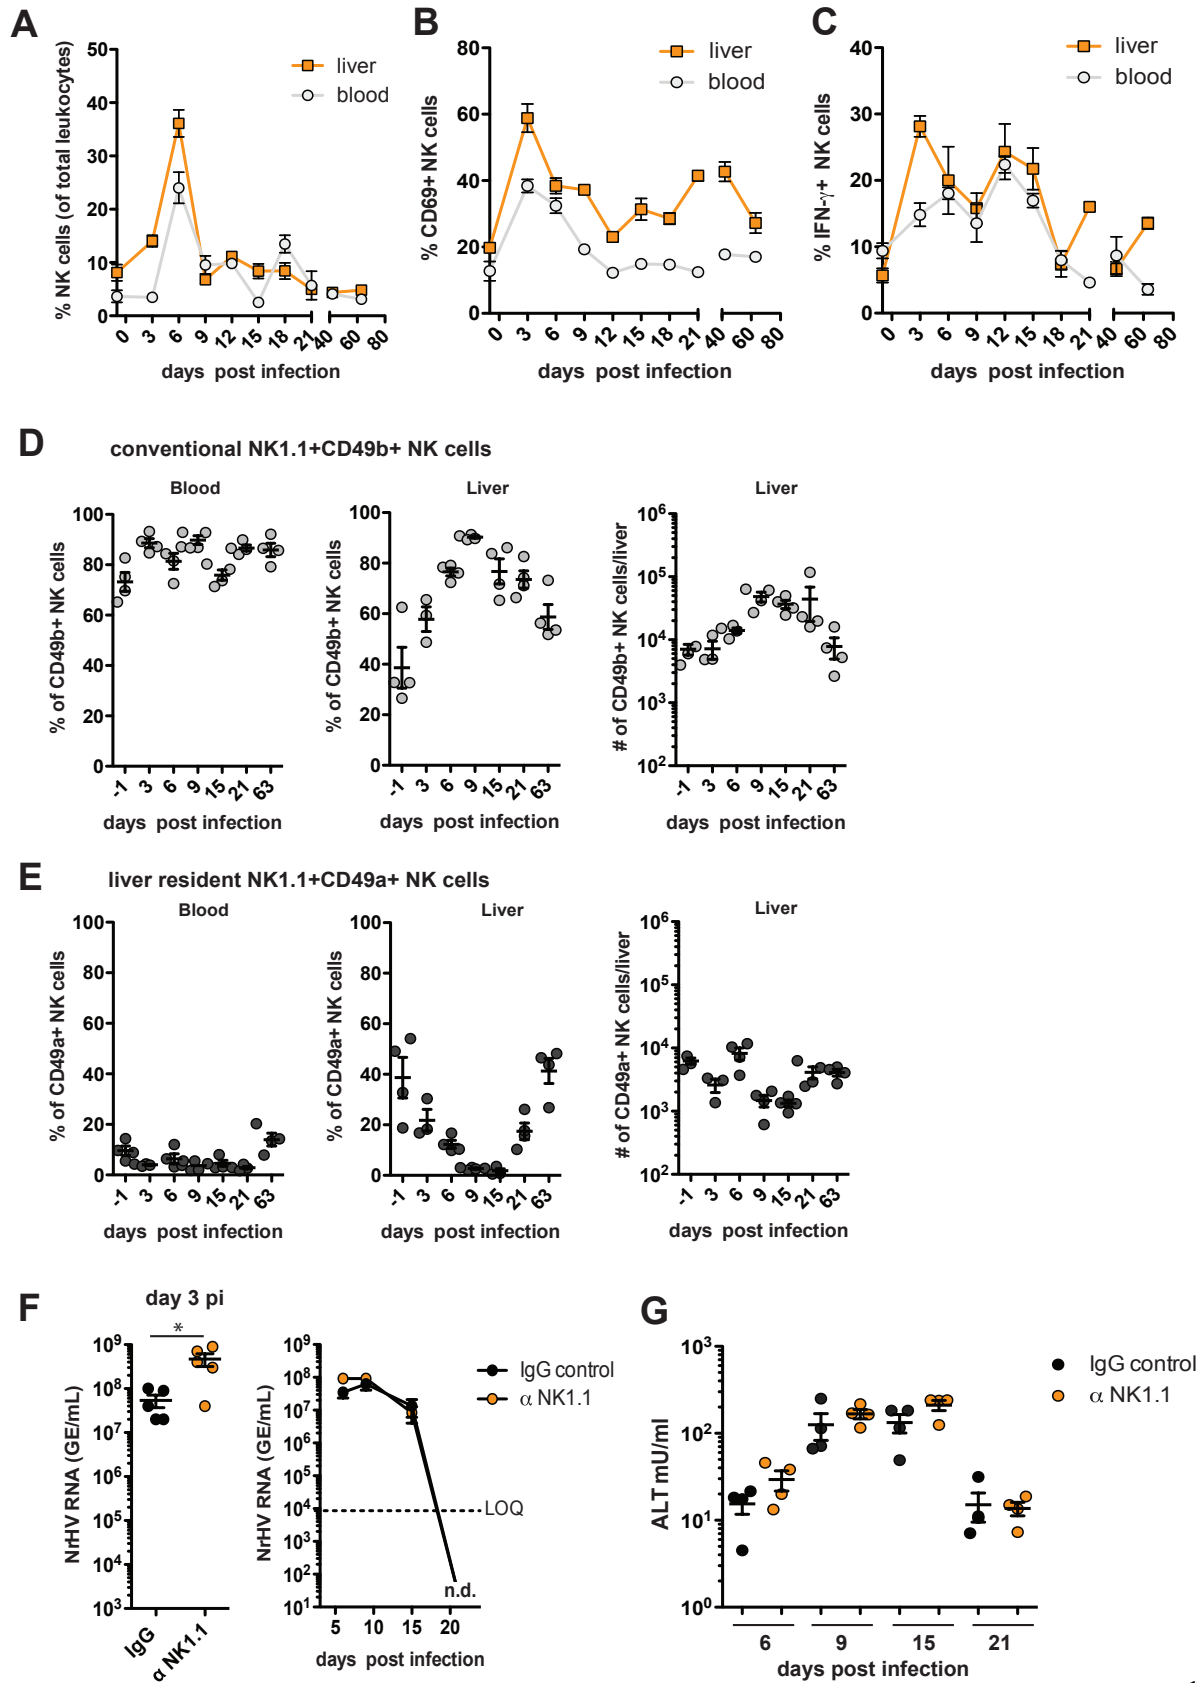 A
B
C
% NK cells (of total leukocytes)
50
40
30
20
10
0
liver
blood
0 3 6 9 12 15 18 21 40 60 80
days post infection
% CD69+ NK cells
80
60
40
20
0
liver
blood
0 3 6 9 12 15 18 21 40 60 80
days post infection
% IFN-γ+ NK cells
40
30
20
10
0
liver
blood
0 3 6 9 12 15 18 21 40 60 80
days post infection
D
conventional NK1.1+CD49b+ NK cells
Blood
% of CD49b+ NK cells
100
80
60
40
20
0
-1 3 6 9 15 21 63
days post infection
Liver
% of CD49b+ NK cells
100
80
60
40
20
0
-1 3 6 9 15 21 63
days post infection
Liver
# of CD49b+ NK cells/liver
10⁶
10⁵
10⁴
10³
10²
-1 3 6 9 15 21 63
days post infection
E
liver resident NK1.1+CD49a+ NK cells
Blood
% of CD49a+ NK cells
100
80
60
40
20
0
-1 3 6 9 15 21 63
days post infection
Liver
% of CD49a+ NK cells
100
80
60
40
20
0
-1 3 6 9 15 21 63
days post infection
Liver
# of CD49a+ NK cells/liver
10⁶
10⁵
10⁴
10³
10²
-1 3 6 9 15 21 63
days post infection
F
day 3 pi
*
NrHV RNA (GE/mL)
10⁹
10⁸
10⁷
10⁶
10⁵
10⁴
10³
IgG
α NK1.1
NrHV RNA (GE/mL)
10⁹
10⁸
10⁷
10⁶
10⁵
10⁴
10³
10²
10¹
IgG control
α NK1.1
LOQ
n.d.
5 10 15 20
days post infection
G
ALT mU/ml
10³
10²
10¹
10⁰
IgG control
α NK1.1
6 9 15 21
days post infection